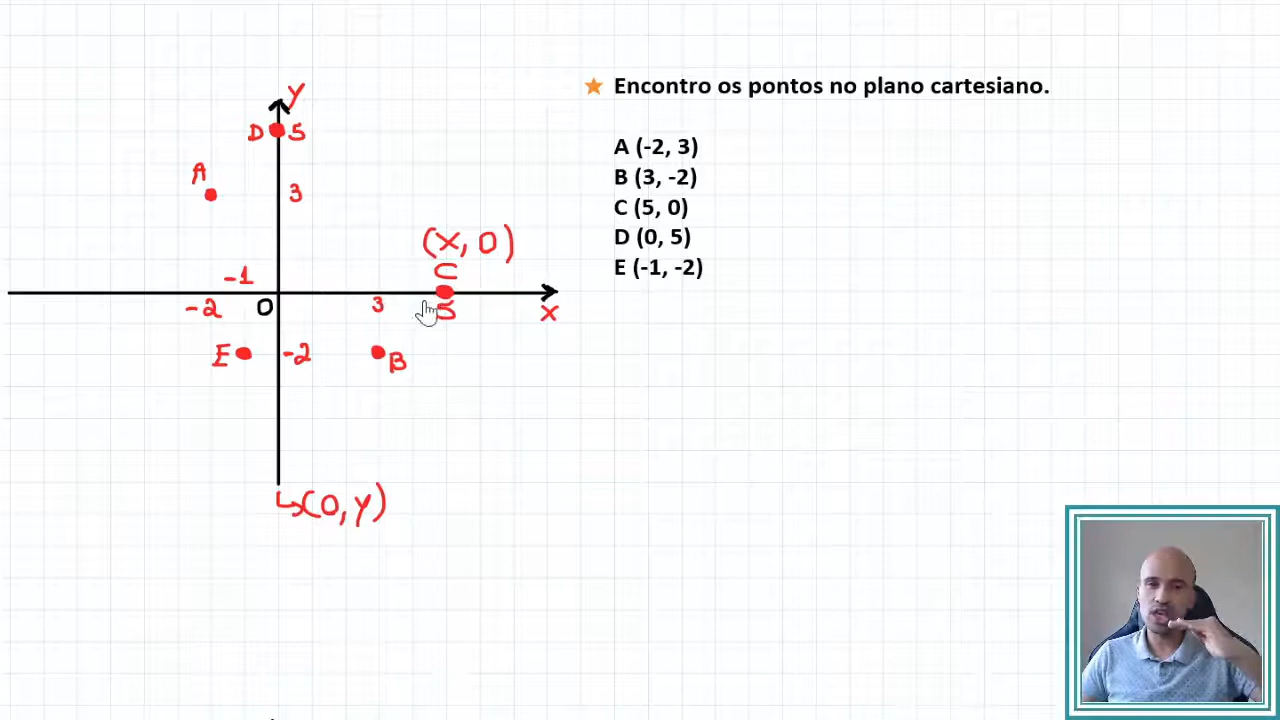 Encontro os pontos no plano cartesiano.
A (-2, 3)
B (3, -2)
C (5, 0)
D (0, 5)
E (-1, -2)
y
D 5
A
3
(x, 0)
C
-1
-2 0 3 5 x
E -2 B
(0, y)